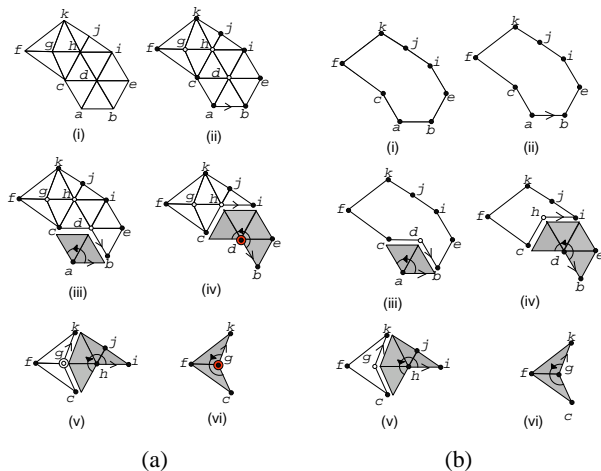 k k
f g h j i f g h j i
c d e c d e
a b a b
(i) (ii)
k k
f g h j i f g h i
c d e c d e
a b b
(iii) (iv)
k k
f g h j i f g
c c
(v) (vi)
(a)
k k
f j i f j i
c e c e
a b a b
(i) (ii)
k k
f j i f h i
c d e c d e
a b b
(iii) (iv)
k k
f g h j i f g
c c
(v) (vi)
(b)